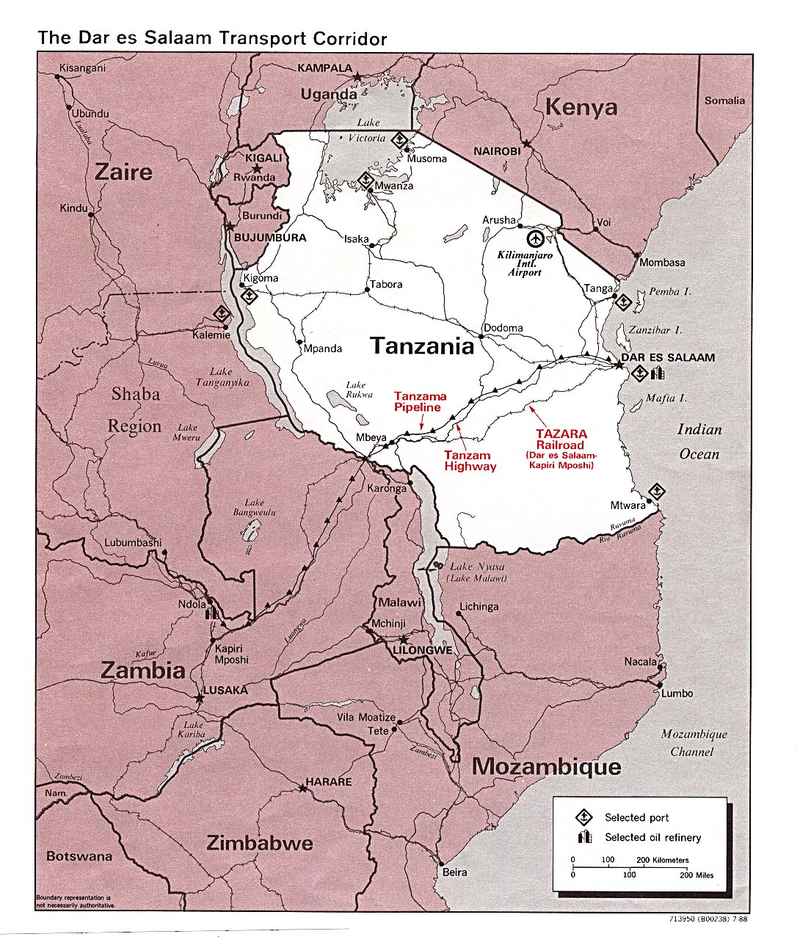 The Dar es Salaam Transport Corridor
Kisangani
KAMPALA
Uganda
Kenya
Somalia
Ubundu
Lualaba
Lake
Victoria
Musoma
NAIROBI
Zaire
KIGALI
Rwanda
Mwanza
Kindu
Burundi
BUJUMBURA
Arusha
Voi
Isaka
Kilimanjaro
Intl.
Airport
Mombasa
Kigoma
Tabora
Tanga
Pemba I.
Kalemie
Dodoma
Zanzibar I.
Mpanda
Tanzania
DAR ES SALAAM
Luvua
Lake
Tanganyika
Shaba
Region
Lake
Rukwa
Tanzama
Pipeline
Mafia I.
Lake
Mweru
Mbeya
Tanzam
Highway
TAZARA
Railroad
(Dar es Salaam-
Kapiri Mposhi)
Indian
Ocean
Karonga
Lake
Bangweulu
Mtwara
Ruvuma
Rio Rovuma
Lubumbashi
Lake Nyasa
(Lake Malawi)
Ndola
Malawi
Lichinga
Mchinji
Luangwa
Kafue
Kapiri
Mposhi
LILONGWE
Zambia
Nacala
LUSAKA
Lumbo
Vila Moatize
Tete
Lake
Kariba
Zambezi
Mozambique
Channel
Mozambique
Zambezi
Nam.
HARARE
Zimbabwe
Botswana
Beira
Selected port
Selected oil refinery
0 100 200 Kilometers
0 100 200 Miles
Boundary representation is
not necessarily authoritative.
713950 (B00238) 7-88